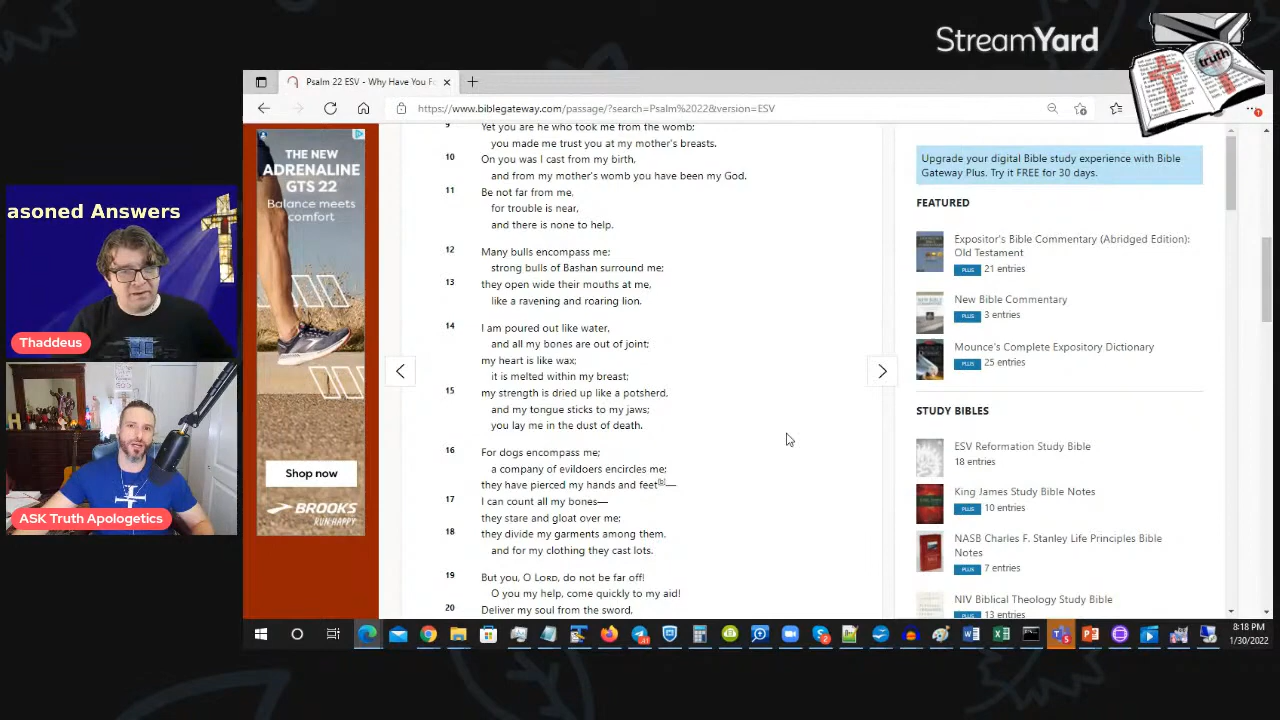 StreamYard
truth
Psalm 22 ESV - Why Have You Fo
https://www.biblegateway.com/passage/?search=Psalm%2022&version=ESV
asoned Answers
Thaddeus
ASK Truth Apologetics
THE NEW
ADRENALINE
GTS 22
Balance meets
comfort
Shop now
BROOKS
RUN HAPPY
9 Yet you are he who took me from the womb;
you made me trust you at my mother's breasts.
10 On you was I cast from my birth,
and from my mother's womb you have been my God.
11 Be not far from me,
for trouble is near,
and there is none to help.
12 Many bulls encompass me;
strong bulls of Bashan surround me;
13 they open wide their mouths at me,
like a ravening and roaring lion.
14 I am poured out like water,
and all my bones are out of joint;
my heart is like wax;
it is melted within my breast;
15 my strength is dried up like a potsherd,
and my tongue sticks to my jaws;
you lay me in the dust of death.
16 For dogs encompass me;
a company of evildoers encircles me;
they have pierced my hands and feet—
17 I can count all my bones—
they stare and gloat over me;
18 they divide my garments among them,
and for my clothing they cast lots.
19 But you, O LORD, do not be far off!
O you my help, come quickly to my aid!
20 Deliver my soul from the sword,
Upgrade your digital Bible study experience with Bible
Gateway Plus. Try it FREE for 30 days.
FEATURED
Expositor's Bible Commentary (Abridged Edition):
Old Testament
PLUS 21 entries
New Bible Commentary
PLUS 3 entries
Mounce's Complete Expository Dictionary
PLUS 25 entries
STUDY BIBLES
ESV Reformation Study Bible
18 entries
King James Study Bible Notes
PLUS 10 entries
NASB Charles F. Stanley Life Principles Bible
Notes
PLUS 7 entries
NIV Biblical Theology Study Bible
PLUS 13 entries
8:18 PM
1/30/2022